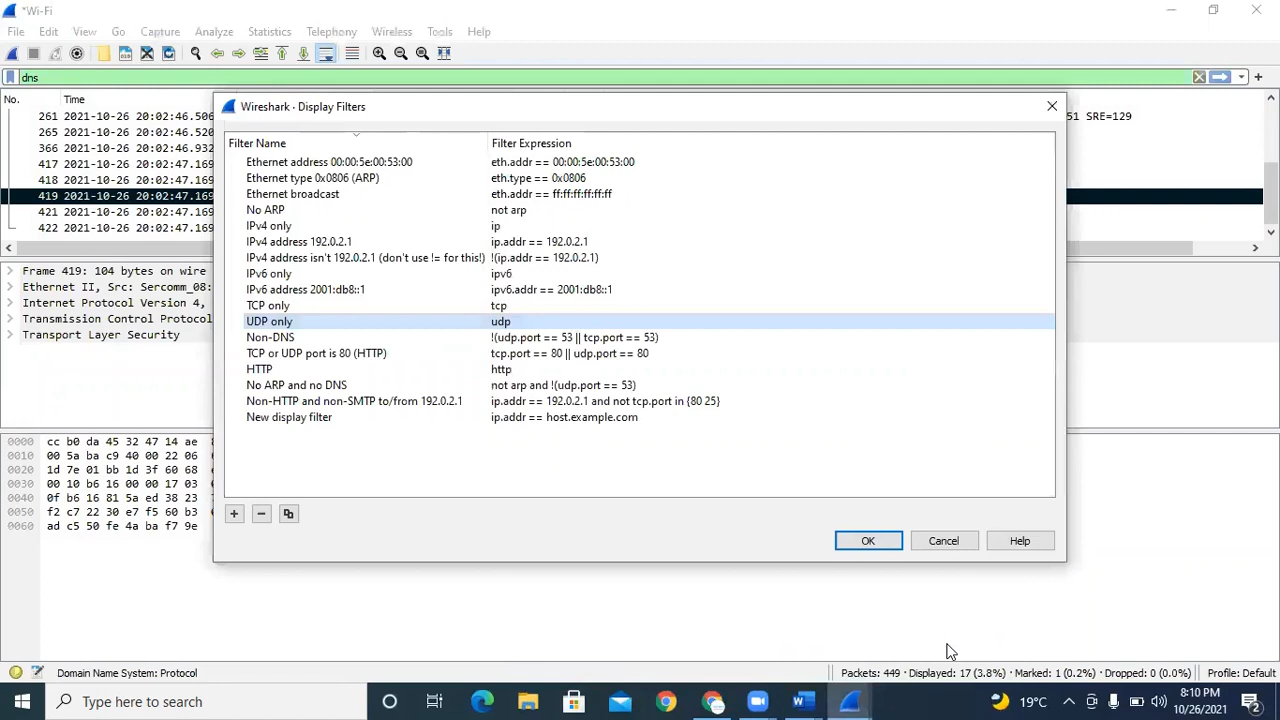 *Wi-Fi
File Edit View Go Capture Analyze Statistics Telephony Wireless Tools Help
dns
No. Time
Wireshark · Display Filters
261 2021-10-26 20:02:46.506 51 SRE=129
265 2021-10-26 20:02:46.520
366 2021-10-26 20:02:46.932
417 2021-10-26 20:02:47.169
418 2021-10-26 20:02:47.169
419 2021-10-26 20:02:47.169
421 2021-10-26 20:02:47.169
422 2021-10-26 20:02:47.169
Filter Name Filter Expression
Ethernet address 00:00:5e:00:53:00 eth.addr == 00:00:5e:00:53:00
Ethernet type 0x0806 (ARP) eth.type == 0x0806
Ethernet broadcast eth.addr == ff:ff:ff:ff:ff:ff
No ARP not arp
IPv4 only ip
IPv4 address 192.0.2.1 ip.addr == 192.0.2.1
IPv4 address isn't 192.0.2.1 (don't use != for this!) !(ip.addr == 192.0.2.1)
IPv6 only ipv6
IPv6 address 2001:db8::1 ipv6.addr == 2001:db8::1
TCP only tcp
UDP only udp
Non-DNS !(udp.port == 53 || tcp.port == 53)
TCP or UDP port is 80 (HTTP) tcp.port == 80 || udp.port == 80
HTTP http
No ARP and no DNS not arp and !(udp.port == 53)
Non-HTTP and non-SMTP to/from 192.0.2.1 ip.addr == 192.0.2.1 and not tcp.port in {80 25}
New display filter ip.addr == host.example.com
OK Cancel Help
Frame 419: 104 bytes on wire
Ethernet II, Src: Sercomm_08:
Internet Protocol Version 4,
Transmission Control Protocol
Transport Layer Security
0000 cc b0 da 45 32 47 14 ae
0010 00 5a ba c9 40 00 22 06
0020 1d 7e 01 bb 1d 3f 60 68
0030 00 10 b6 16 00 00 17 03
0040 0f b6 16 81 5a ed 38 23
0050 f2 c7 22 30 e7 f5 60 b3
0060 ad c5 50 fe 4a ba f7 9e
Domain Name System: Protocol
Packets: 449 · Displayed: 17 (3.8%) · Marked: 1 (0.2%) · Dropped: 0 (0.0%)
Profile: Default
Type here to search
19°C
8:10 PM
10/26/2021
2